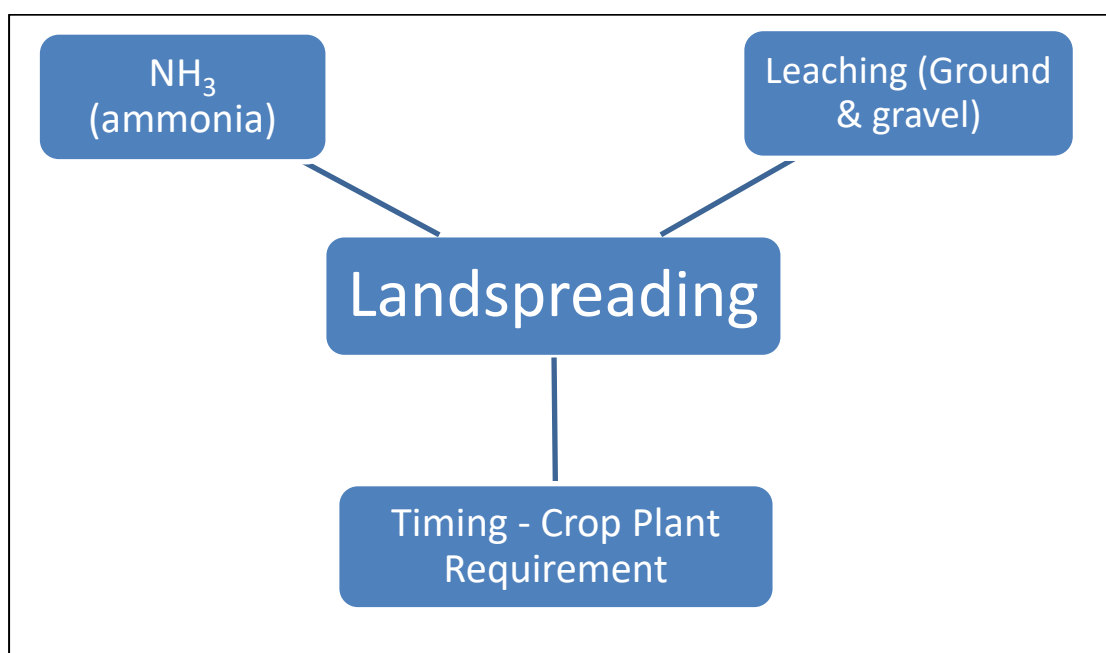 NH₃
(ammonia)
Leaching (Ground
& gravel)
Landspreading
Timing - Crop Plant
Requirement